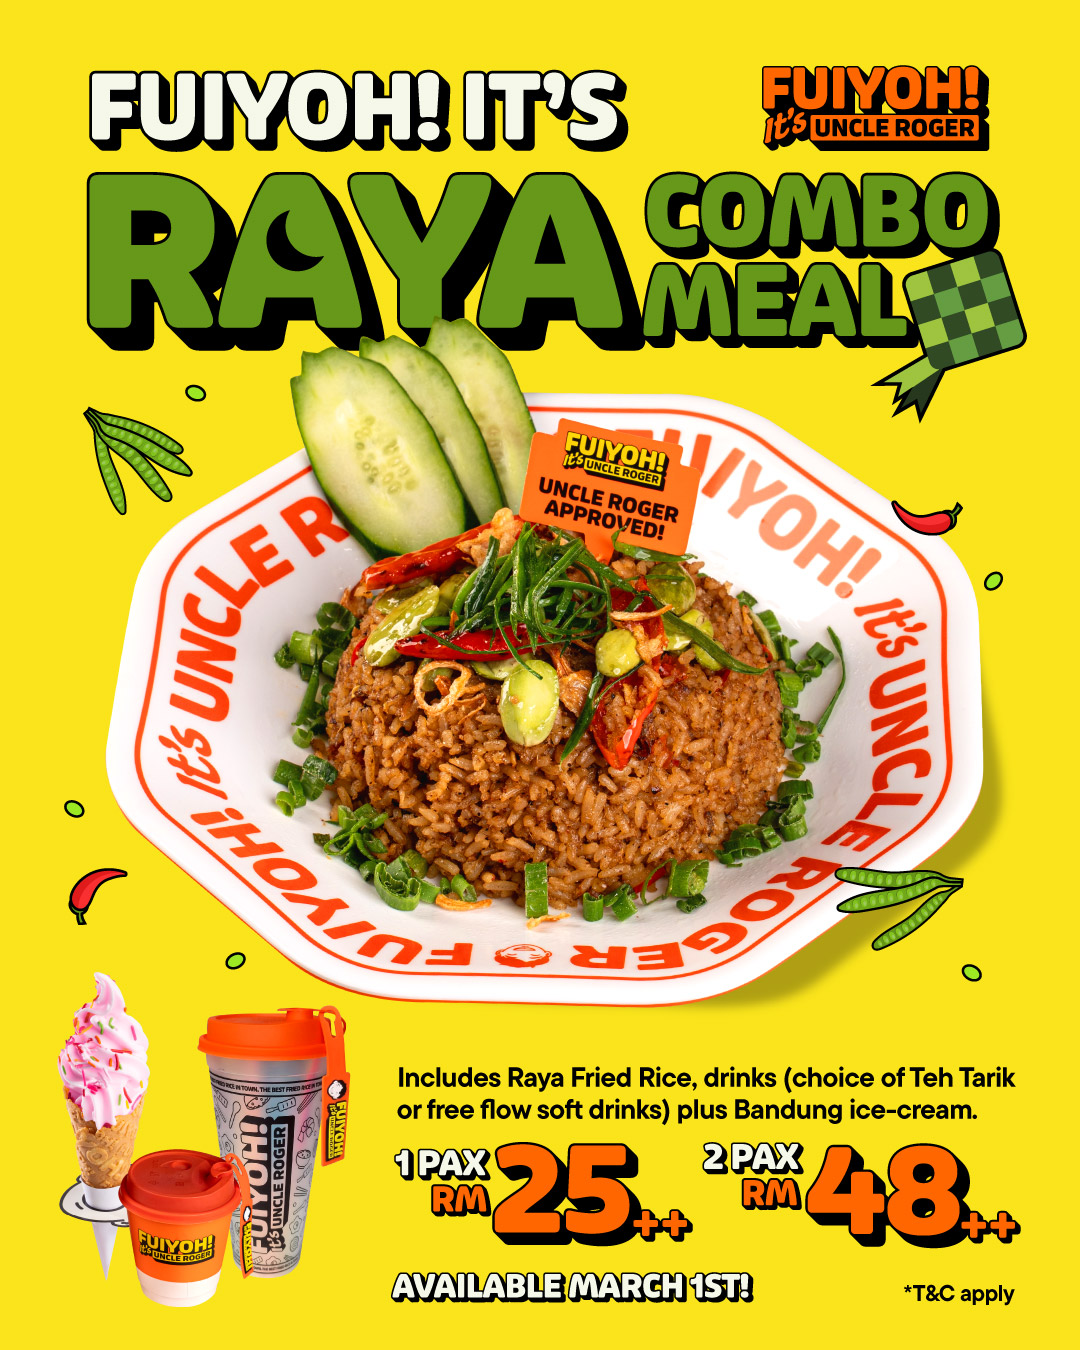 FUIYOH! IT'S
FUIYOH!
It's UNCLE ROGER
RAYA COMBO
MEAL
FUIYOH!
It's UNCLE ROGER
UNCLE ROGER
APPROVED!
FUIYOH! It's UNCLE ROGER
FUIYOH! It's UNCLE R
Includes Raya Fried Rice, drinks (choice of Teh Tarik
or free flow soft drinks) plus Bandung ice-cream.
1 PAX
RM 25++
2 PAX
RM 48++
AVAILABLE MARCH 1ST!
*T&C apply
FUIYOH!
It's UNCLE ROGER
FUIYOH!
It's UNCLE ROGER
FUIYOH!